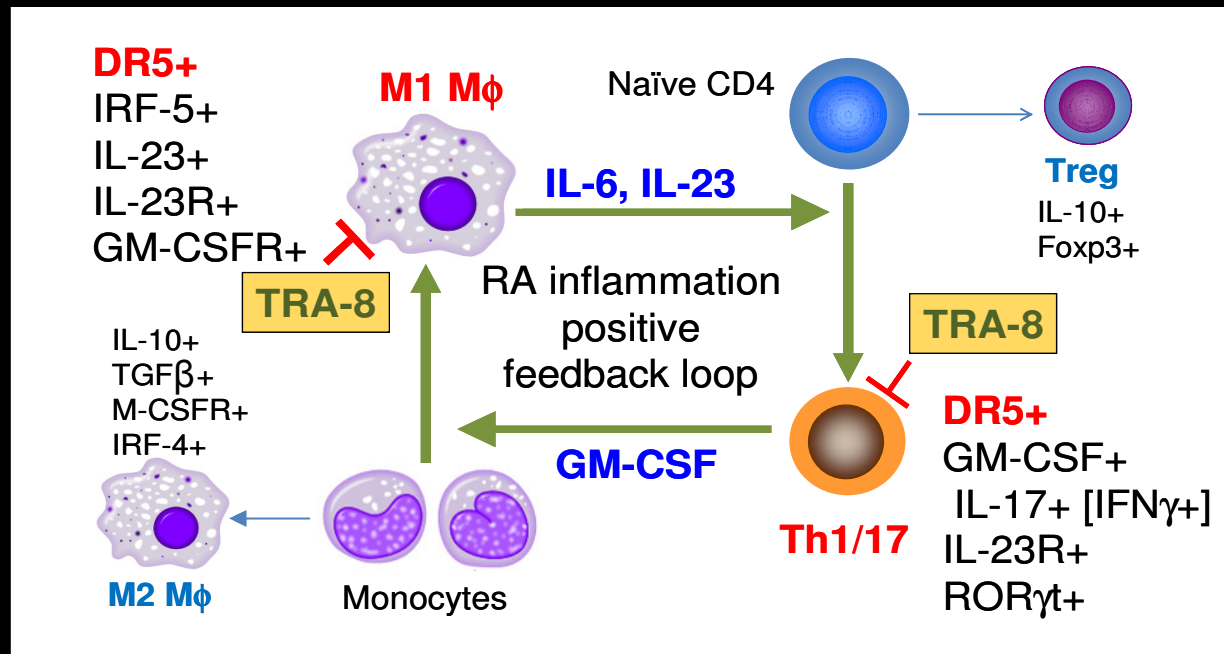 DR5+
IRF-5+
IL-23+
IL-23R+
GM-CSFR+
M1 Mϕ
TRA-8
IL-6, IL-23
Naïve CD4
Treg
IL-10+
Foxp3+
RA inflammation
positive
feedback loop
TRA-8
IL-10+
TGFβ+
M-CSFR+
IRF-4+
M2 Mϕ
Monocytes
GM-CSF
Th1/17
DR5+
GM-CSF+
IL-17+ [IFNγ+]
IL-23R+
RORγt+